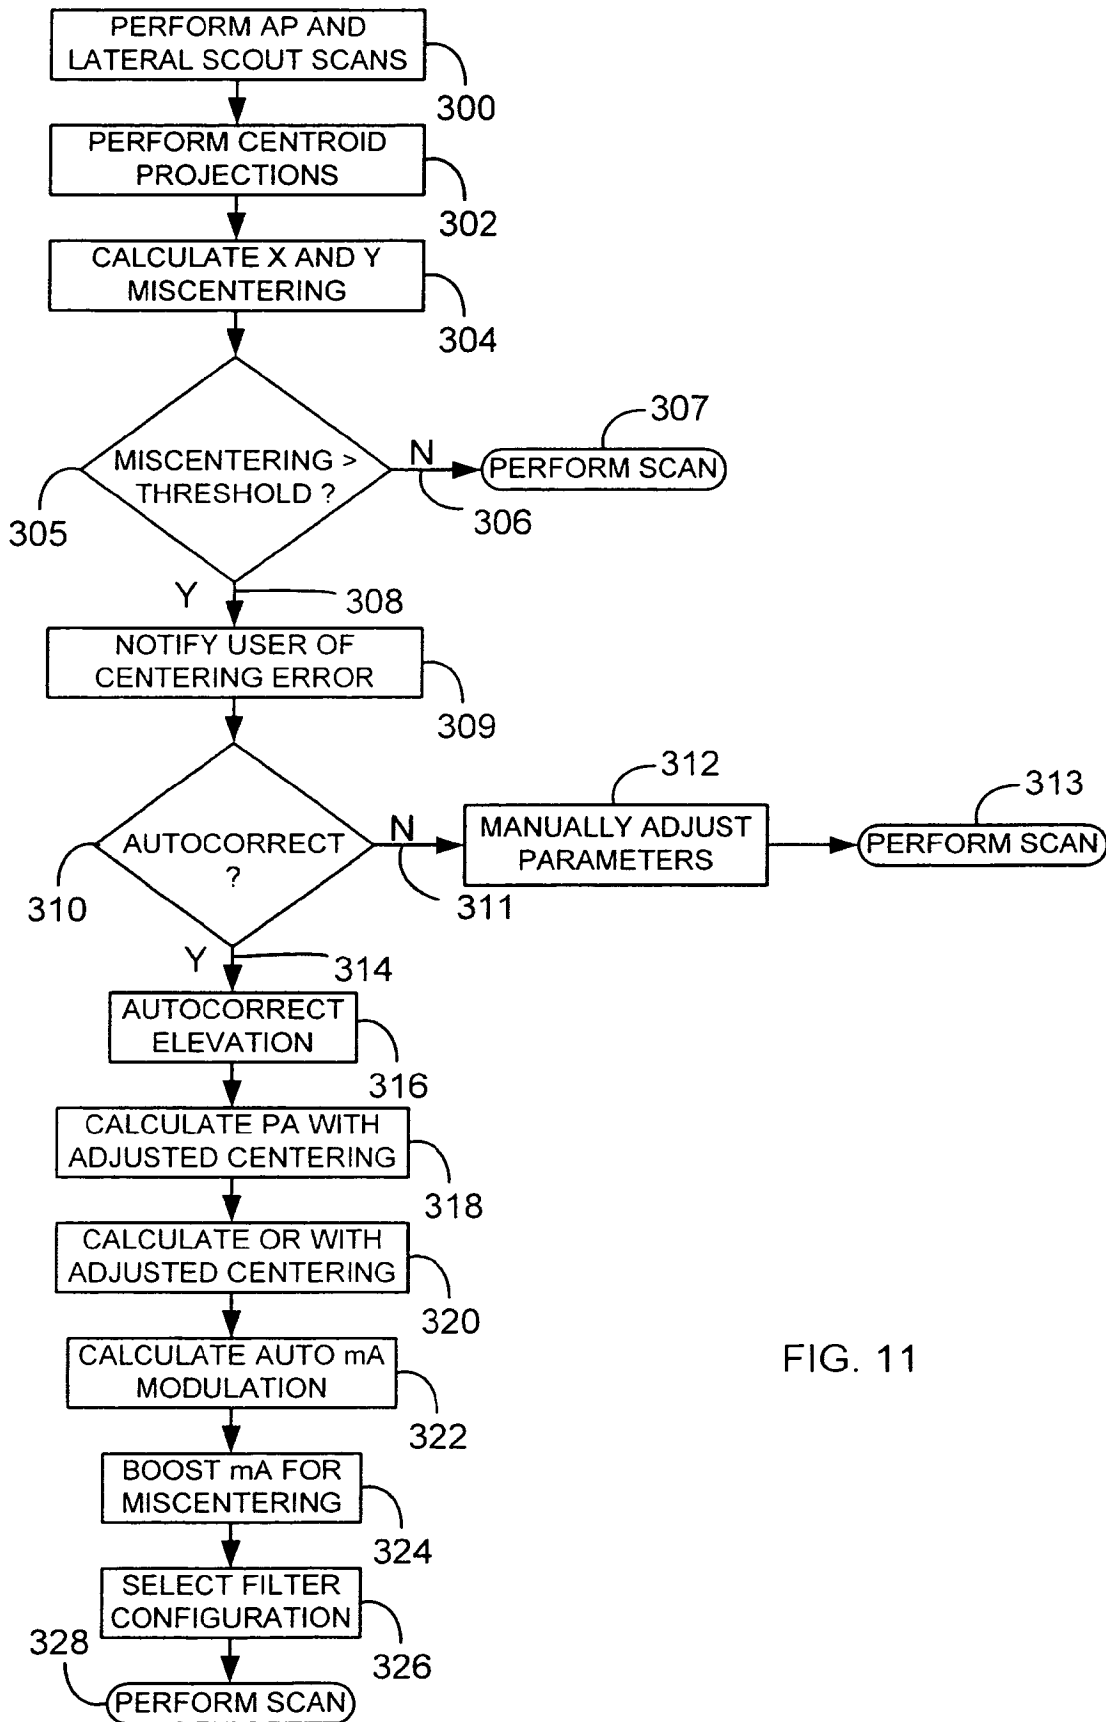 PERFORM AP AND
LATERAL SCOUT SCANS
300
PERFORM CENTROID
PROJECTIONS
302
CALCULATE X AND Y
MISCENTERING
304
MISCENTERING >
THRESHOLD ?
305
N
306
307
PERFORM SCAN
Y
308
NOTIFY USER OF
CENTERING ERROR
309
AUTOCORRECT
?
310
N
311
312
MANUALLY ADJUST
PARAMETERS
313
PERFORM SCAN
Y
314
AUTOCORRECT
ELEVATION
316
CALCULATE PA WITH
ADJUSTED CENTERING
318
CALCULATE OR WITH
ADJUSTED CENTERING
320
CALCULATE AUTO mA
MODULATION
322
FIG. 11
BOOST mA FOR
MISCENTERING
324
SELECT FILTER
CONFIGURATION
326
328
PERFORM SCAN